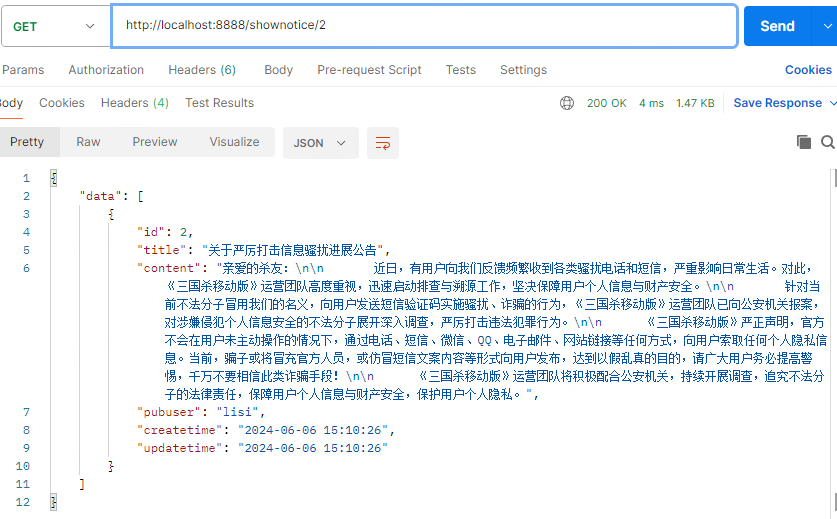 GET http://localhost:8888/shownotice/2 Send
Params Authorization Headers (6) Body Pre-request Script Tests Settings Cookies
Body Cookies Headers (4) Test Results 200 OK 4 ms 1.47 KB Save Response
Pretty Raw Preview Visualize JSON
1 {
2 "data": [
3 {
4 "id": 2,
5 "title": "关于严厉打击信息骚扰进展公告",
6 "content": "亲爱的杀友：\n\n 近日，有用户向我们反馈频繁收到各类骚扰电话和短信，严重影响日常生活。对此，
《三国杀移动版》运营团队高度重视，迅速启动排查与溯源工作，坚决保障用户个人信息与财产安全。\n\n 针对当
前不法分子冒用我们的名义，向用户发送短信验证码实施骚扰、诈骗的行为，《三国杀移动版》运营团队已向公安机关报案，
对涉嫌侵犯个人信息安全的不法分子展开深入调查，严厉打击违法犯罪行为。\n\n 《三国杀移动版》严正声明，官方
不会在用户未主动操作的情况下，通过电话、短信、微信、QQ、电子邮件、网站链接等任何方式，向用户索取任何个人隐私信
息。当前，骗子或将冒充官方人员，或仿冒短信文案内容等形式向用户发布，达到以假乱真的目的，请广大用户务必提高警
惕，千万不要相信此类诈骗手段！\n\n 《三国杀移动版》运营团队将积极配合公安机关，持续开展调查，追究不法分
子的法律责任，保障用户个人信息与财产安全，保护用户个人隐私。",
7 "pubuser": "lisi",
8 "createtime": "2024-06-06 15:10:26",
9 "updatetime": "2024-06-06 15:10:26"
10 }
11 ]
12 }